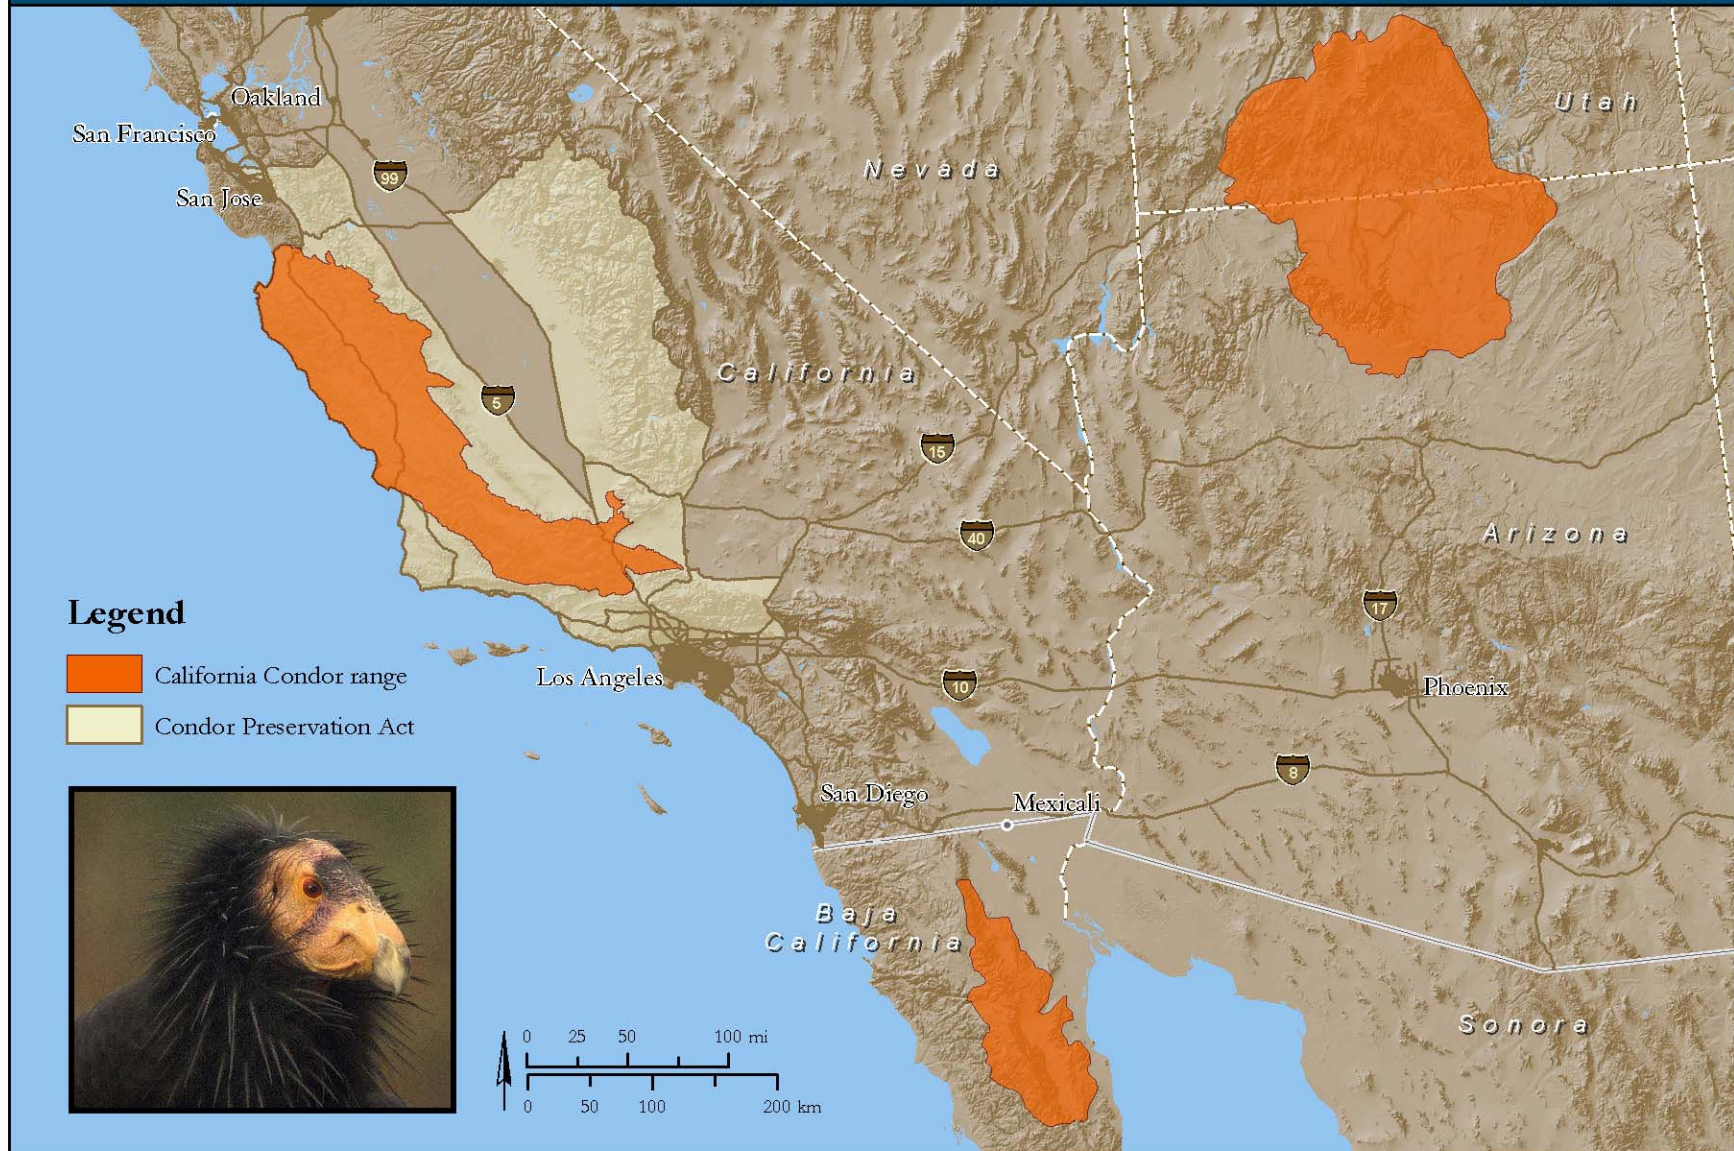 Oakland
San Francisco
San Jose
99
Nevada
Utah
California
5
15
40
Arizona
17
Legend
California Condor range
Condor Preservation Act
Los Angeles
10
Phoenix
8
San Diego
Mexicali
Baja
California
Sonora
0 25 50 100 mi
0 50 100 200 km